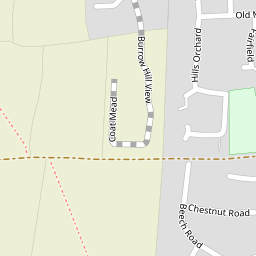 Old M
Fairfield
Hills Orchard
Burrow Hill View
Coat Mead
Chestnut Road
Beech Road